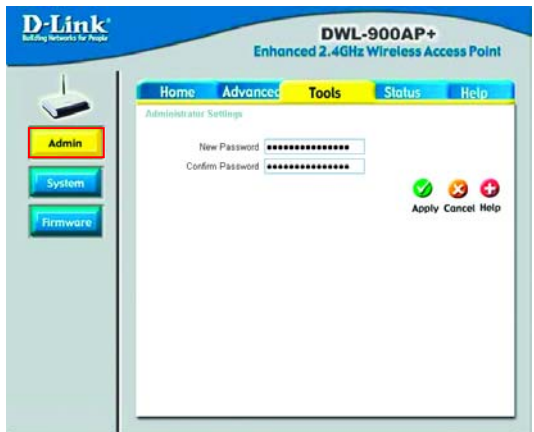 D-Link
Building Networks for People
DWL-900AP+
Enhanced 2.4GHz Wireless Access Point
Home Advanced Tools Status Help
Administrator Settings
Admin
New Password ●●●●●●●●●●●●●●●
Confirm Password ●●●●●●●●●●●●●●●
System
Apply Cancel Help
Firmware